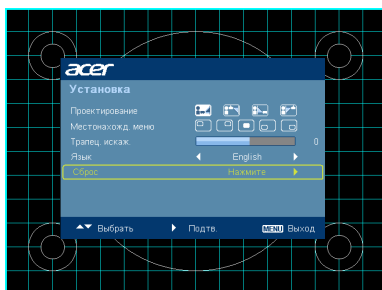 acer
Установка
Проектирование
Местонахожд. меню
Трапец. искаж. 0
Язык English
Сброс Нажмите
Выбрать Подтв. MENU Выход